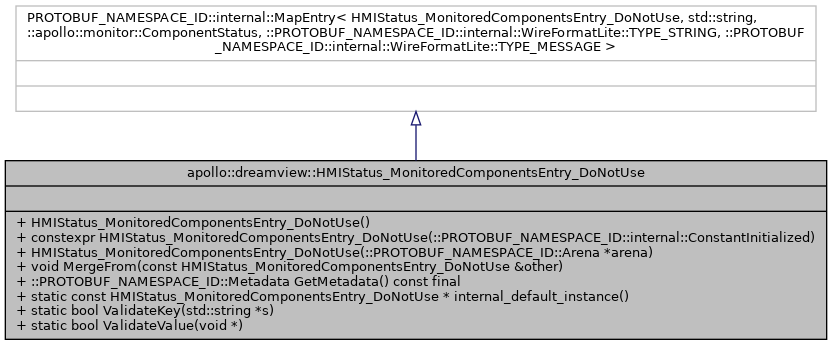 PROTOBUF_NAMESPACE_ID::internal::MapEntry< HMIStatus_MonitoredComponentsEntry_DoNotUse, std::string,
::apollo::monitor::ComponentStatus, ::PROTOBUF_NAMESPACE_ID::internal::WireFormatLite::TYPE_STRING, ::PROTOBUF
_NAMESPACE_ID::internal::WireFormatLite::TYPE_MESSAGE >
apollo::dreamview::HMIStatus_MonitoredComponentsEntry_DoNotUse
+ HMIStatus_MonitoredComponentsEntry_DoNotUse()
+ constexpr HMIStatus_MonitoredComponentsEntry_DoNotUse(::PROTOBUF_NAMESPACE_ID::internal::ConstantInitialized)
+ HMIStatus_MonitoredComponentsEntry_DoNotUse(::PROTOBUF_NAMESPACE_ID::Arena *arena)
+ void MergeFrom(const HMIStatus_MonitoredComponentsEntry_DoNotUse &other)
+ ::PROTOBUF_NAMESPACE_ID::Metadata GetMetadata() const final
+ static const HMIStatus_MonitoredComponentsEntry_DoNotUse * internal_default_instance()
+ static bool ValidateKey(std::string *s)
+ static bool ValidateValue(void *)